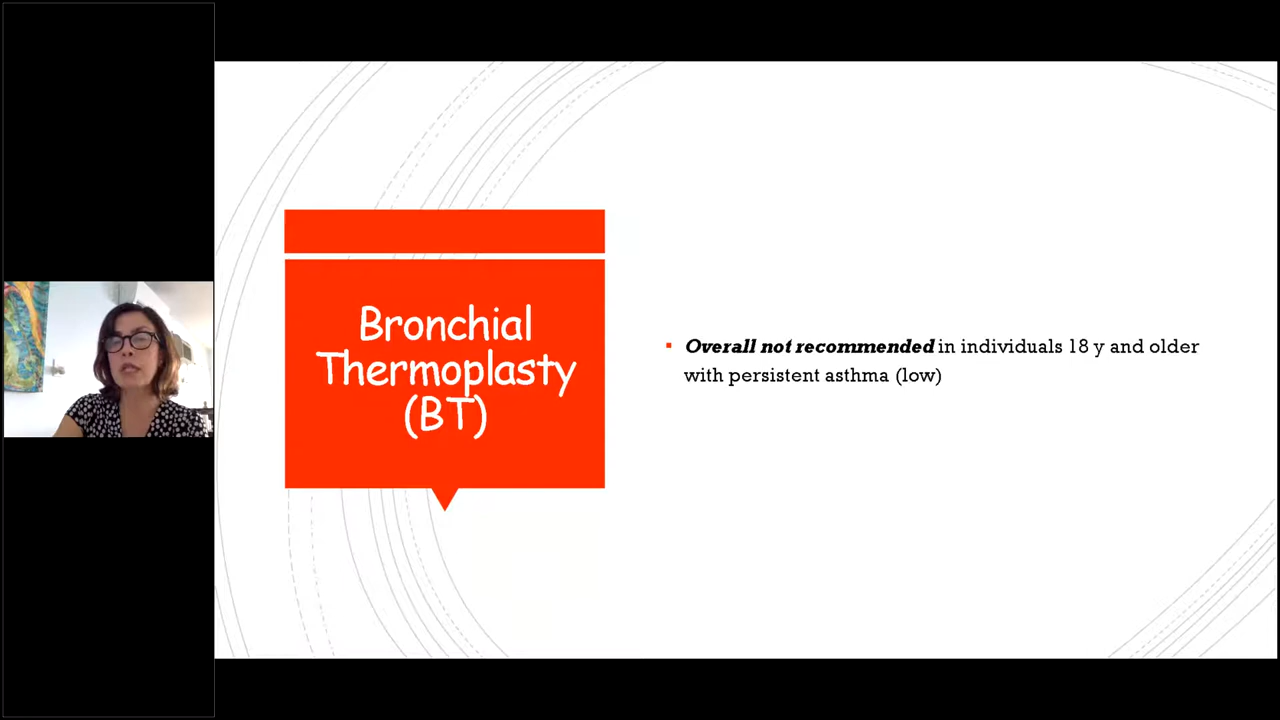 Bronchial
Thermoplasty
(BT)
Overall not recommended in individuals 18 y and older
with persistent asthma (low)